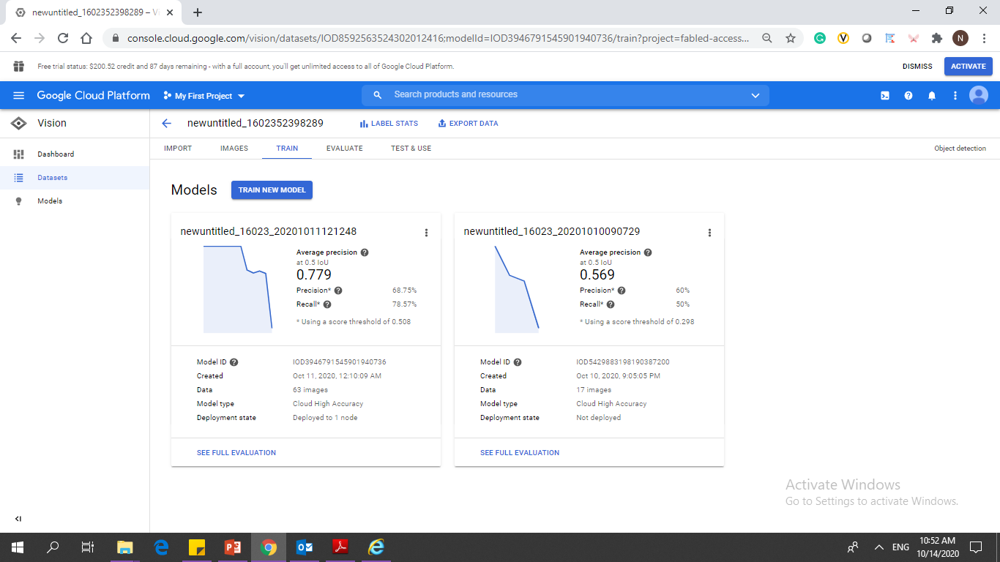 newuntitled_1602352398289 – Vi
console.cloud.google.com/vision/datasets/IOD8592563524302012416;modelId=IOD3946791545901940736/train?project=fabled-access...
N
Free trial status: $200.52 credit and 87 days remaining - with a full account, you'll get unlimited access to all of Google Cloud Platform.
DISMISS
ACTIVATE
Google Cloud Platform
My First Project
Search products and resources
Vision
newuntitled_1602352398289
LABEL STATS
EXPORT DATA
Dashboard
Datasets
Models
IMPORT
IMAGES
TRAIN
EVALUATE
TEST & USE
Object detection
Models
TRAIN NEW MODEL
newuntitled_16023_20201011121248
Average precision
at 0.5 IoU
0.779
Precision* 68.75%
Recall* 78.57%
* Using a score threshold of 0.508
Model ID IOD3946791545901940736
Created Oct 11, 2020, 12:10:09 AM
Data 63 images
Model type Cloud High Accuracy
Deployment state Deployed to 1 node
SEE FULL EVALUATION
newuntitled_16023_20201010090729
Average precision
at 0.5 IoU
0.569
Precision* 60%
Recall* 50%
* Using a score threshold of 0.298
Model ID IOD5429883198190387200
Created Oct 10, 2020, 9:05:05 PM
Data 17 images
Model type Cloud High Accuracy
Deployment state Not deployed
SEE FULL EVALUATION
Activate Windows
Go to Settings to activate Windows.
ENG
10:52 AM
10/14/2020